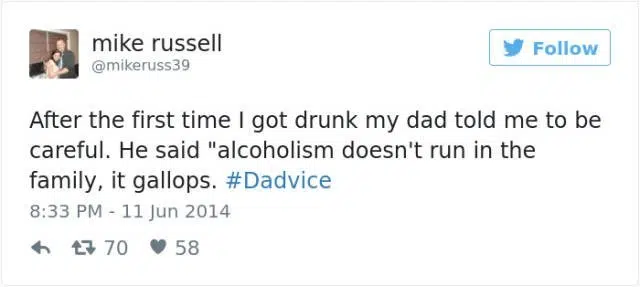 mike russell
@mikeruss39
Follow
After the first time I got drunk my dad told me to be
careful. He said "alcoholism doesn't run in the
family, it gallops. #Dadvice
8:33 PM - 11 Jun 2014
70 58